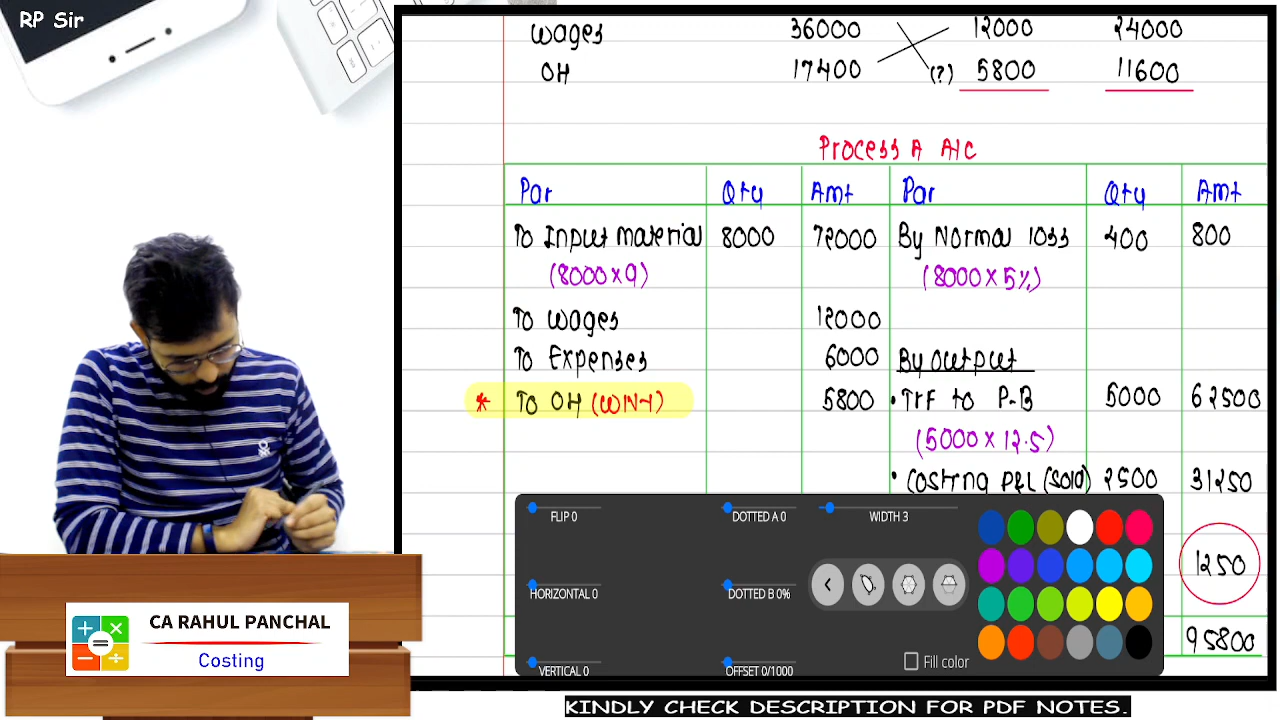 RP Sir
Wages 36000 12000 24000
OH 17400 (?) 5800 11600
Process A A/c
Par Qty Amt Par Qty Amt
To Input material 8000 72000 By Normal loss 400 800
(8000 x 9) (8000 x 5%)
To Wages 12000
To Expenses 6000 By output
* To OH (WN-1) 5800 • Trf to P-B 5000 62500
(5000 x 12.5)
• Costing P&L (Sold) 2500 31250
FLIP 0 DOTTED A 0 WIDTH 3
1250
HORIZONTAL 0 DOTTED B 0%
95800
VERTICAL 0 OFFSET 0/1000 Fill color
CA RAHUL PANCHAL
Costing
KINDLY CHECK DESCRIPTION FOR PDF NOTES.